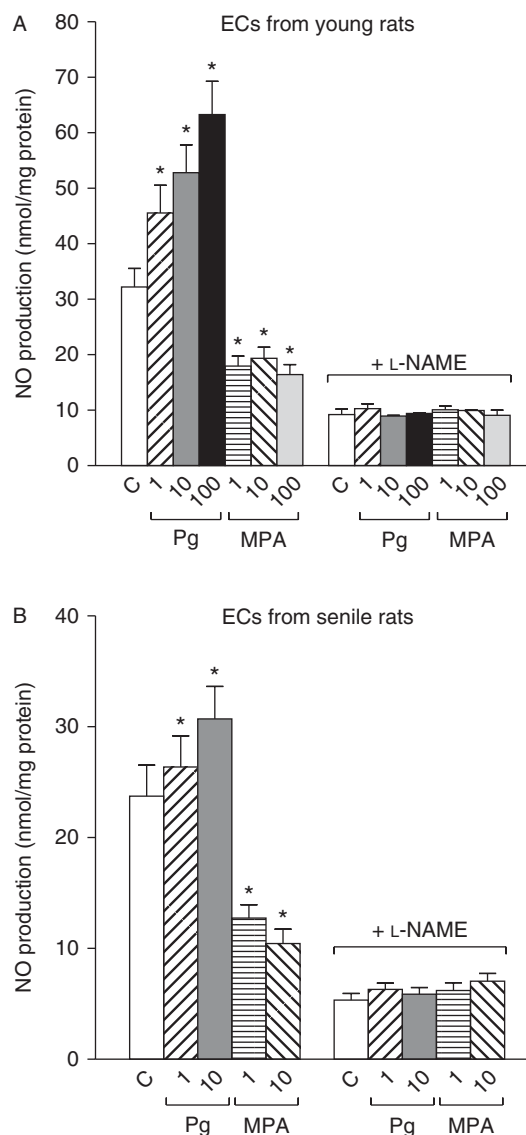 A
ECs from young rats
NO production (nmol/mg protein)
80
70
60
50
40
30
20
10
0
* * *
* * *
+ L-NAME
C 1 10 100 1 10 100 C 1 10 100 1 10 100
Pg MPA Pg MPA
B
ECs from senile rats
NO production (nmol/mg protein)
40
30
20
10
0
* *
* *
+ L-NAME
C 1 10 1 10 C 1 10 1 10
Pg MPA Pg MPA